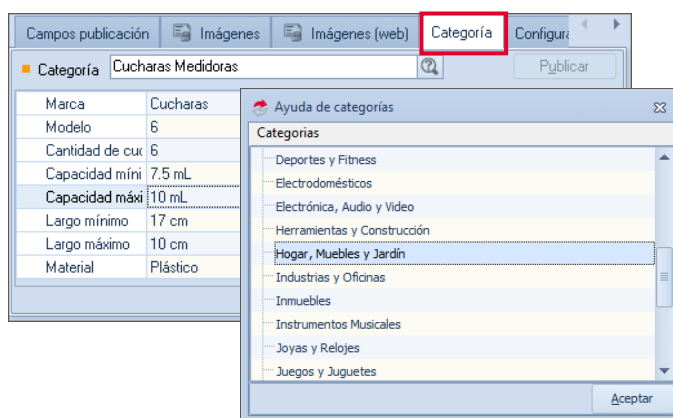 Campos publicación Imágenes Imágenes (web) Categoría Configura
Categoría Cucharas Medidoras Publicar
Marca Cucharas
Modelo 6
Cantidad de cuc 6
Capacidad míni 7.5 mL
Capacidad máxi 10 mL
Largo mínimo 17 cm
Largo máximo 10 cm
Material Plástico
Ayuda de categorías
Categorias
Deportes y Fitness
Electrodomésticos
Electrónica, Audio y Video
Herramientas y Construcción
Hogar, Muebles y Jardín
Industrias y Oficinas
Inmuebles
Instrumentos Musicales
Joyas y Relojes
Juegos y Juguetes
Aceptar